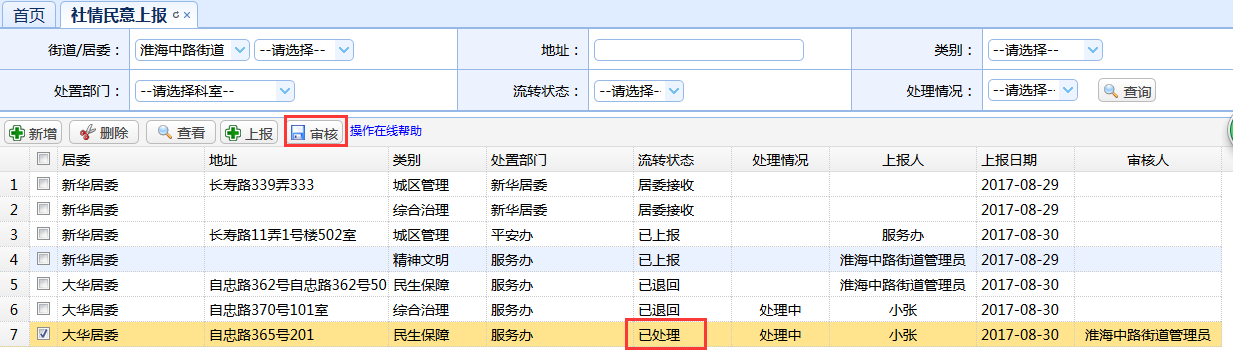 首页 社情民意上报
街道/居委： 淮海中路街道 --请选择-- 地址： 类别： --请选择--
处置部门： --请选择科室-- 流转状态： --请选择-- 处理情况： --请选择-- 查询
新增 删除 查看 上报 审核 操作在线帮助
居委 地址 类别 处置部门 流转状态 处理情况 上报人 上报日期 审核人
1 新华居委 长寿路339弄333 城区管理 新华居委 居委接收 2017-08-29
2 新华居委 综合治理 新华居委 居委接收 2017-08-29
3 新华居委 长寿路11弄1号楼502室 城区管理 平安办 已上报 服务办 2017-08-30
4 新华居委 精神文明 服务办 已上报 淮海中路街道管理员 2017-08-29
5 大华居委 自忠路362号自忠路362号50 民生保障 服务办 已退回 淮海中路街道管理员 2017-08-30
6 大华居委 自忠路370号101室 综合治理 服务办 已退回 处理中 小张 2017-08-30
7 大华居委 自忠路365号201 民生保障 服务办 已处理 处理中 小张 2017-08-30 淮海中路街道管理员